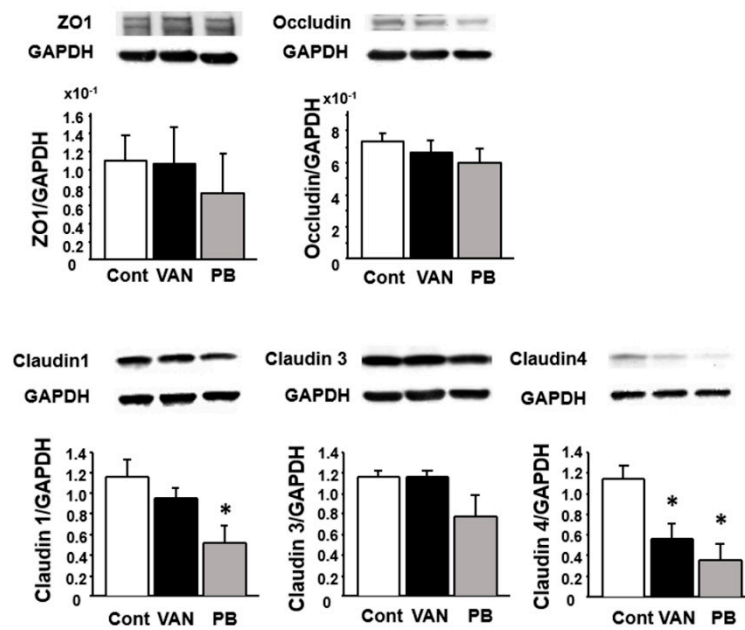 ZO1
GAPDH
x10⁻¹
1.4
1.2
1.0
0.8
0.6
0.4
0.2
0
ZO1/GAPDH
Cont VAN PB
Occludin
GAPDH
x10⁻¹
8
6
4
2
0
Occludin/GAPDH
Cont VAN PB
Claudin1
GAPDH
1.4
1.2
1.0
0.8
0.6
0.4
0.2
0
Claudin 1/GAPDH
*
Cont VAN PB
Claudin 3
GAPDH
1.4
1.2
1.0
0.8
0.6
0.4
0.2
0
Claudin 3/GAPDH
Cont VAN PB
Claudin4
GAPDH
1.4
1.2
1.0
0.8
0.6
0.4
0.2
0
Claudin 4/GAPDH
* *
Cont VAN PB